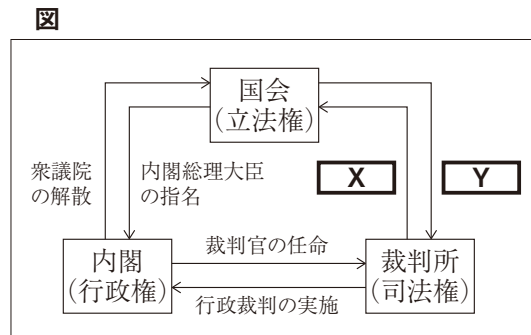 図
国会
(立法権)
衆議院
の解散
内閣総理大臣
の指名
X
Y
内閣
(行政権)
裁判官の任命
行政裁判の実施
裁判所
(司法権)